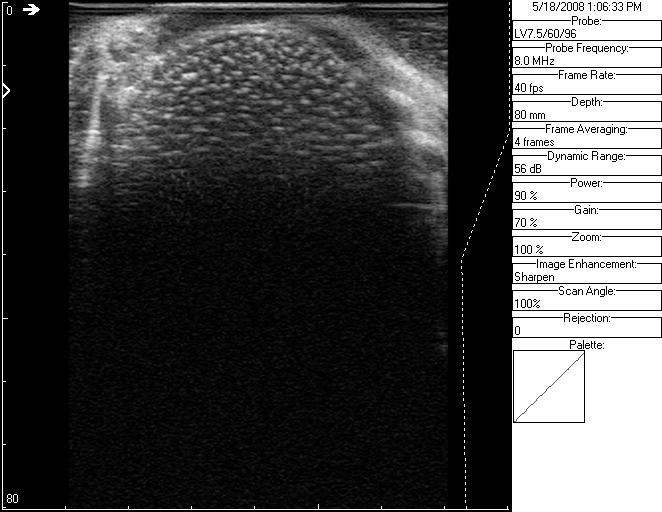 0
80
5/18/2008 1:06:33 PM
Probe:
LV7.5/60/96
Probe Frequency:
8.0 MHz
Frame Rate:
40 fps
Depth:
80 mm
Frame Averaging:
4 frames
Dynamic Range:
56 dB
Power:
90 %
Gain:
70 %
Zoom:
100 %
Image Enhancement:
Sharpen
Scan Angle:
100%
Rejection:
0
Palette: